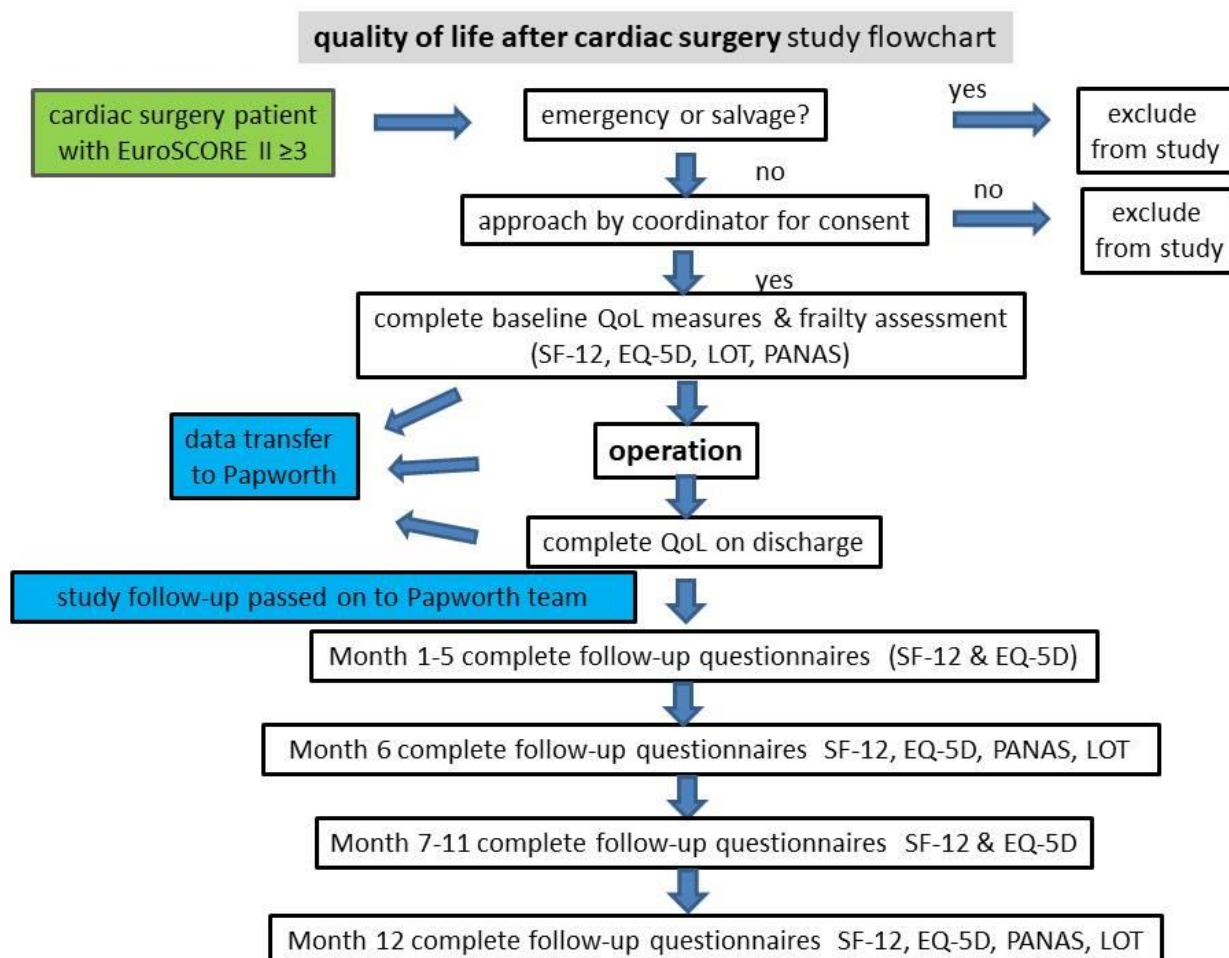 quality of life after cardiac surgery study flowchart
cardiac surgery patient
with EuroSCORE II ≥3
emergency or salvage?
yes
exclude
from study
no
approach by coordinator for consent
no
exclude
from study
yes
complete baseline QoL measures & frailty assessment
(SF-12, EQ-5D, LOT, PANAS)
data transfer
to Papworth
operation
complete QoL on discharge
study follow-up passed on to Papworth team
Month 1-5 complete follow-up questionnaires (SF-12 & EQ-5D)
Month 6 complete follow-up questionnaires SF-12, EQ-5D, PANAS, LOT
Month 7-11 complete follow-up questionnaires SF-12 & EQ-5D
Month 12 complete follow-up questionnaires SF-12, EQ-5D, PANAS, LOT